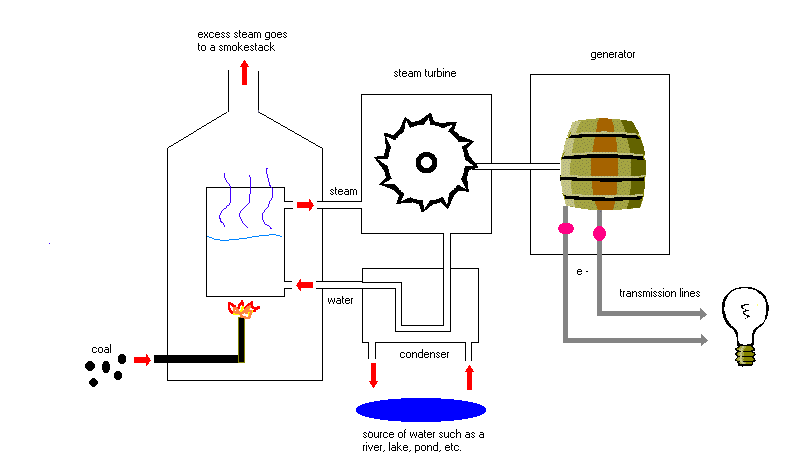 excess steam goes
to a smokestack
steam turbine
generator
steam
water
e -
transmission lines
coal
condenser
source of water such as a
river, lake, pond, etc.